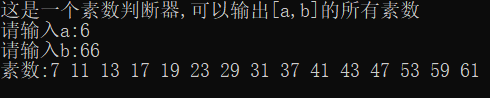 这是一个素数判断器,可以输出[a,b]的所有素数
请输入a:6
请输入b:66
素数:7 11 13 17 19 23 29 31 37 41 43 47 53 59 61